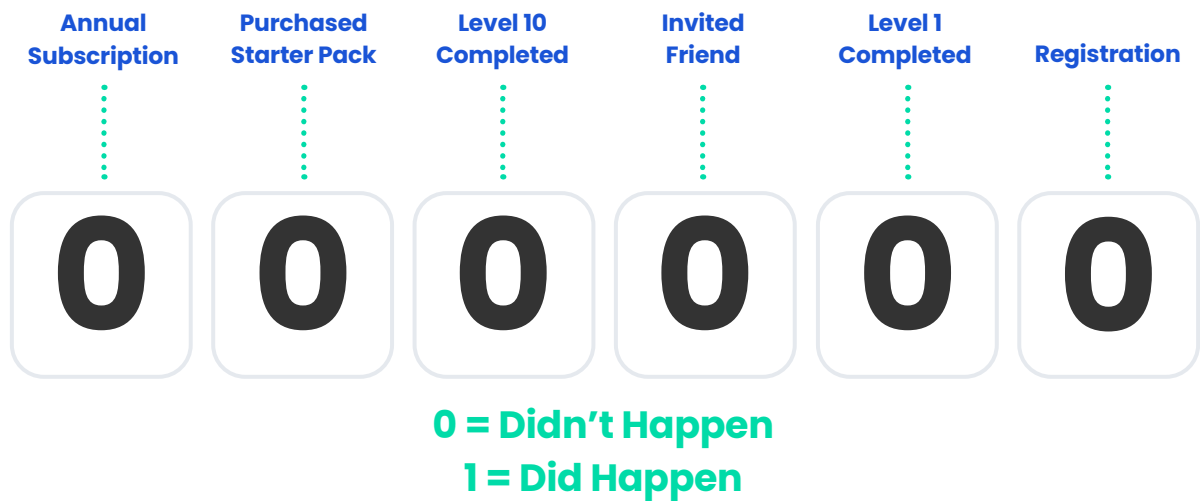 Annual
Subscription
Purchased
Starter Pack
Level 10
Completed
Invited
Friend
Level 1
Completed
Registration
0 0 0 0 0 0
0 = Didn’t Happen
1 = Did Happen